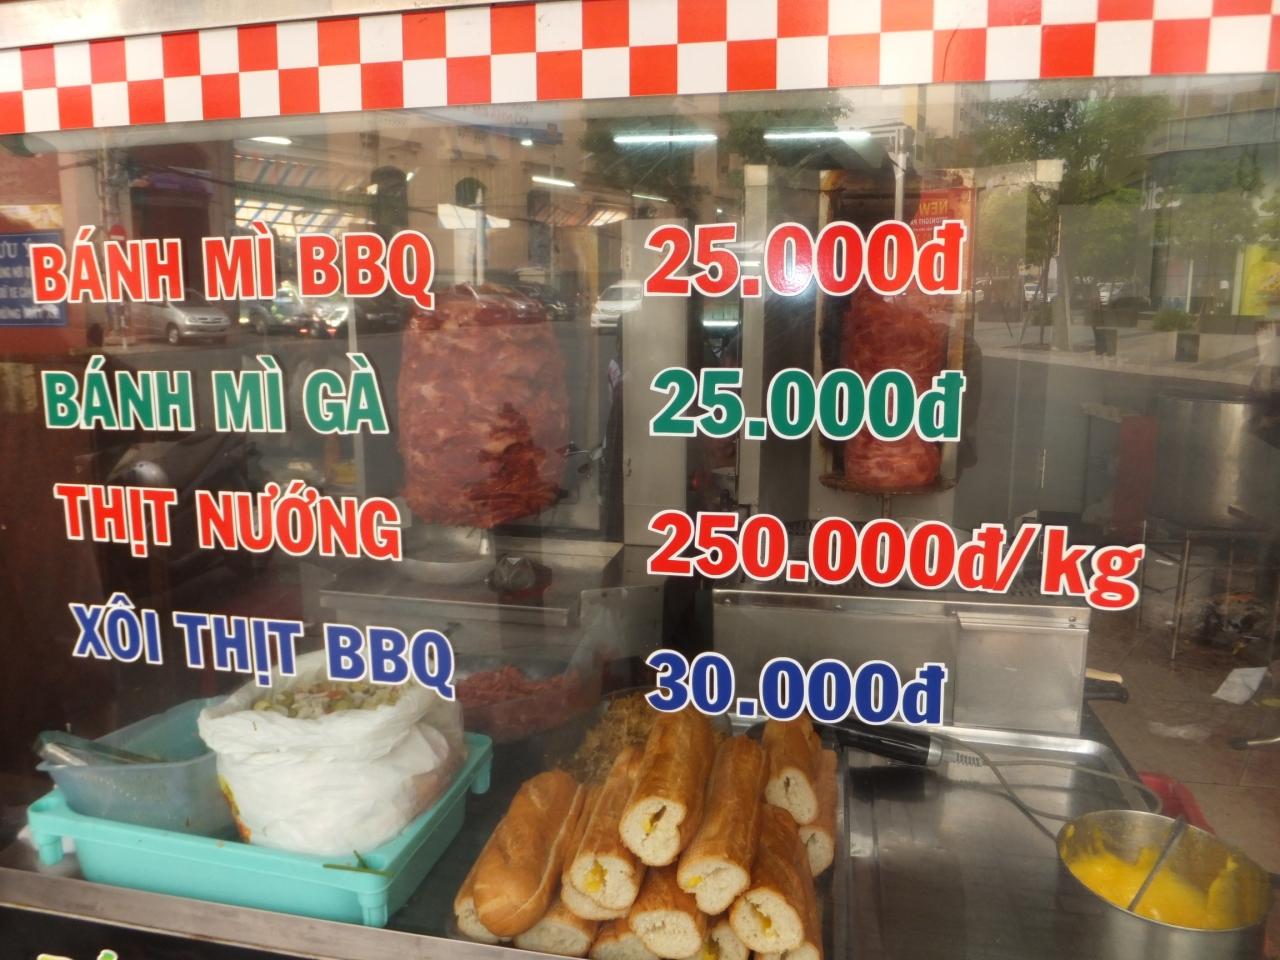 BÁNH MÌ BBQ 25.000đ
BÁNH MÌ GÀ 25.000đ
THỊT NƯỚNG 250.000đ/kg
XÔI THỊT BBQ 30.000đ
NEW